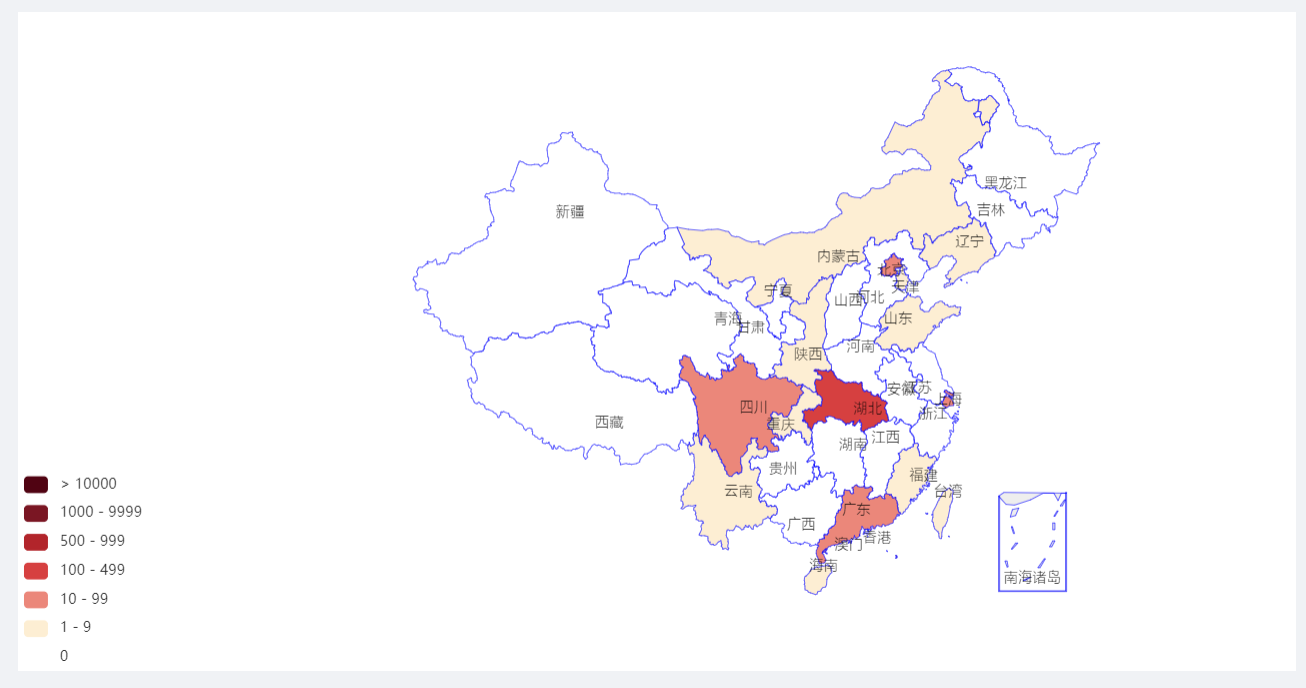 黑龙江
吉林
新疆
辽宁
内蒙古
北京
天津
宁夏
山西
河北
青海
甘肃
山东
河南
陕西
安徽
江苏
上海
四川
湖北
浙江
西藏
重庆
湖南
江西
贵州
福建
云南
台湾
广西
广东
香港
澳门
海南
南海诸岛
> 10000
1000 - 9999
500 - 999
100 - 499
10 - 99
1 - 9
0